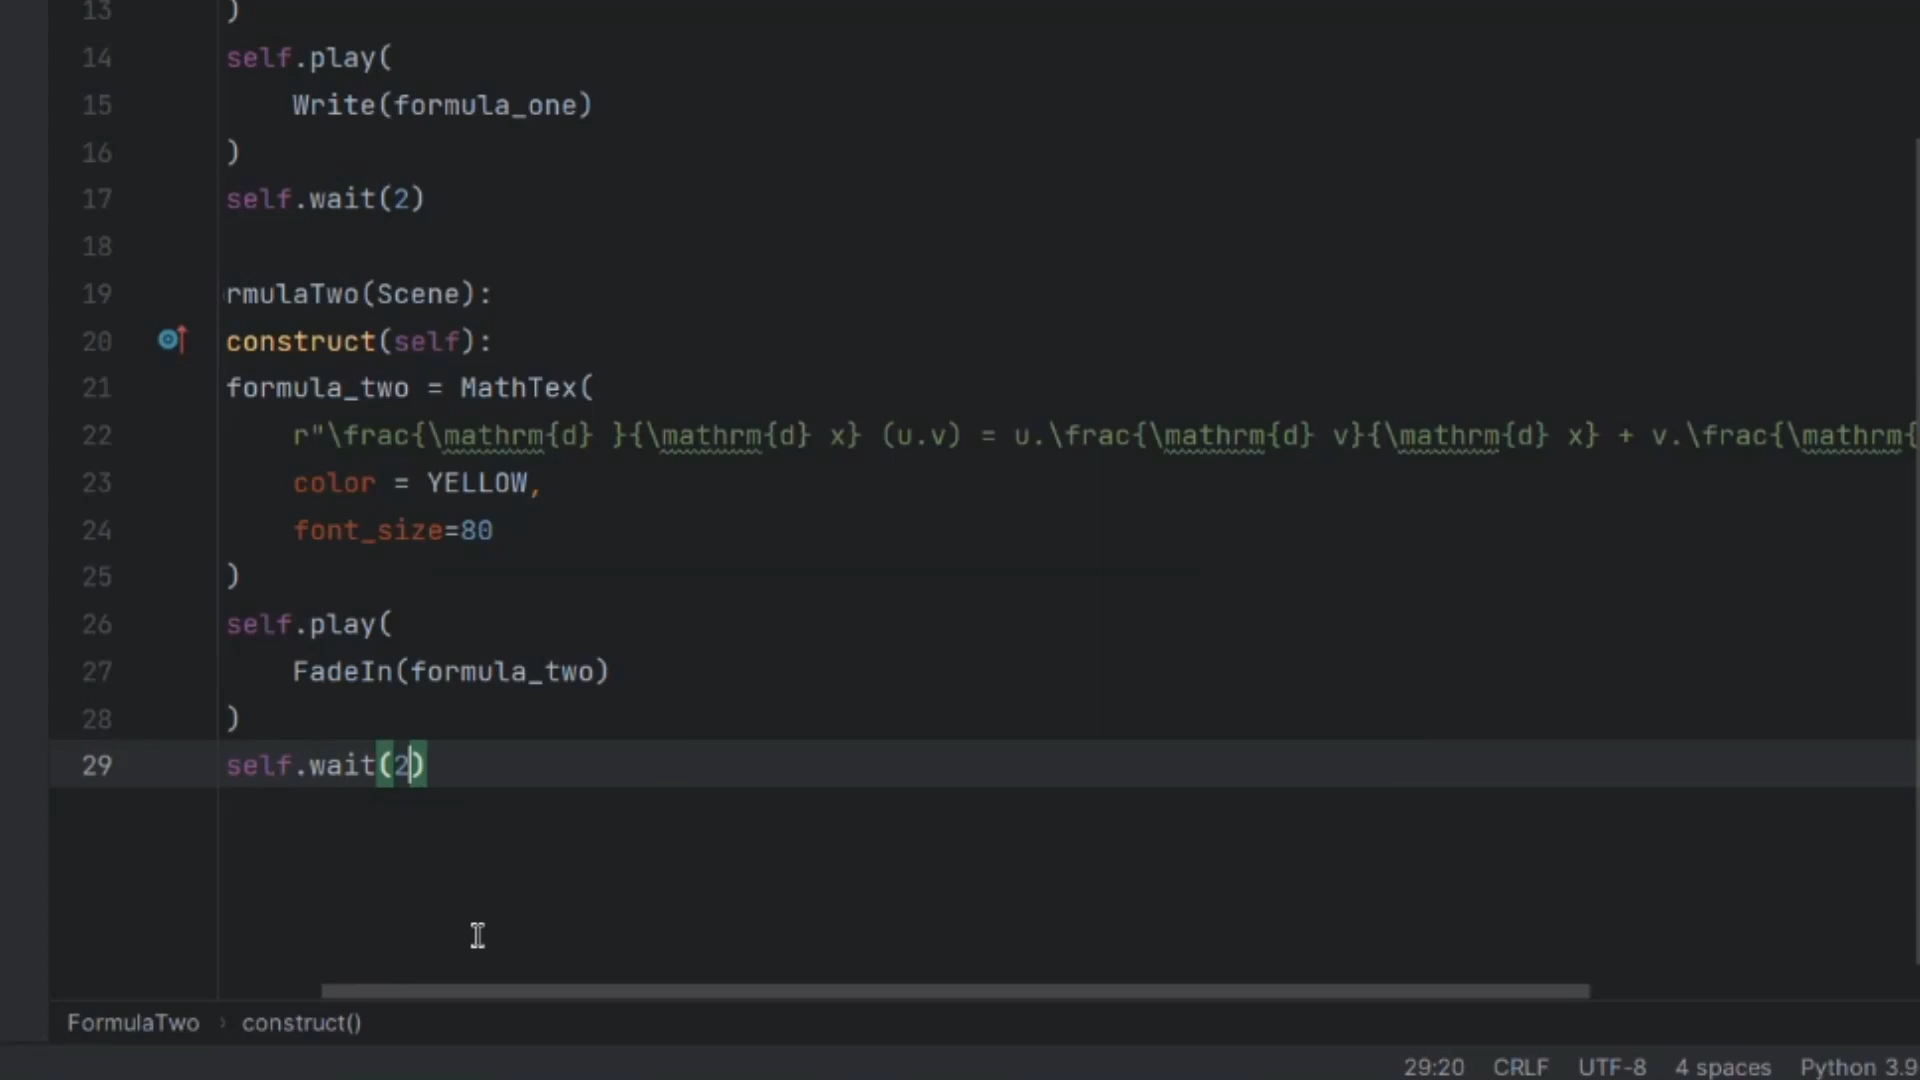 13 )
14 self.play(
15 Write(formula_one)
16 )
17 self.wait(2)
18
19 rmulaTwo(Scene):
20 construct(self):
21 formula_two = MathTex(
22 r"\frac{\mathrm{d} }{\mathrm{d} x} (u.v) = u.\frac{\mathrm{d} v}{\mathrm{d} x} + v.\frac{\mathrm{
23 color = YELLOW,
24 font_size=80
25 )
26 self.play(
27 FadeIn(formula_two)
28 )
29 self.wait(2)
FormulaTwo › construct()
29:20 CRLF UTF-8 4 spaces Python 3.9